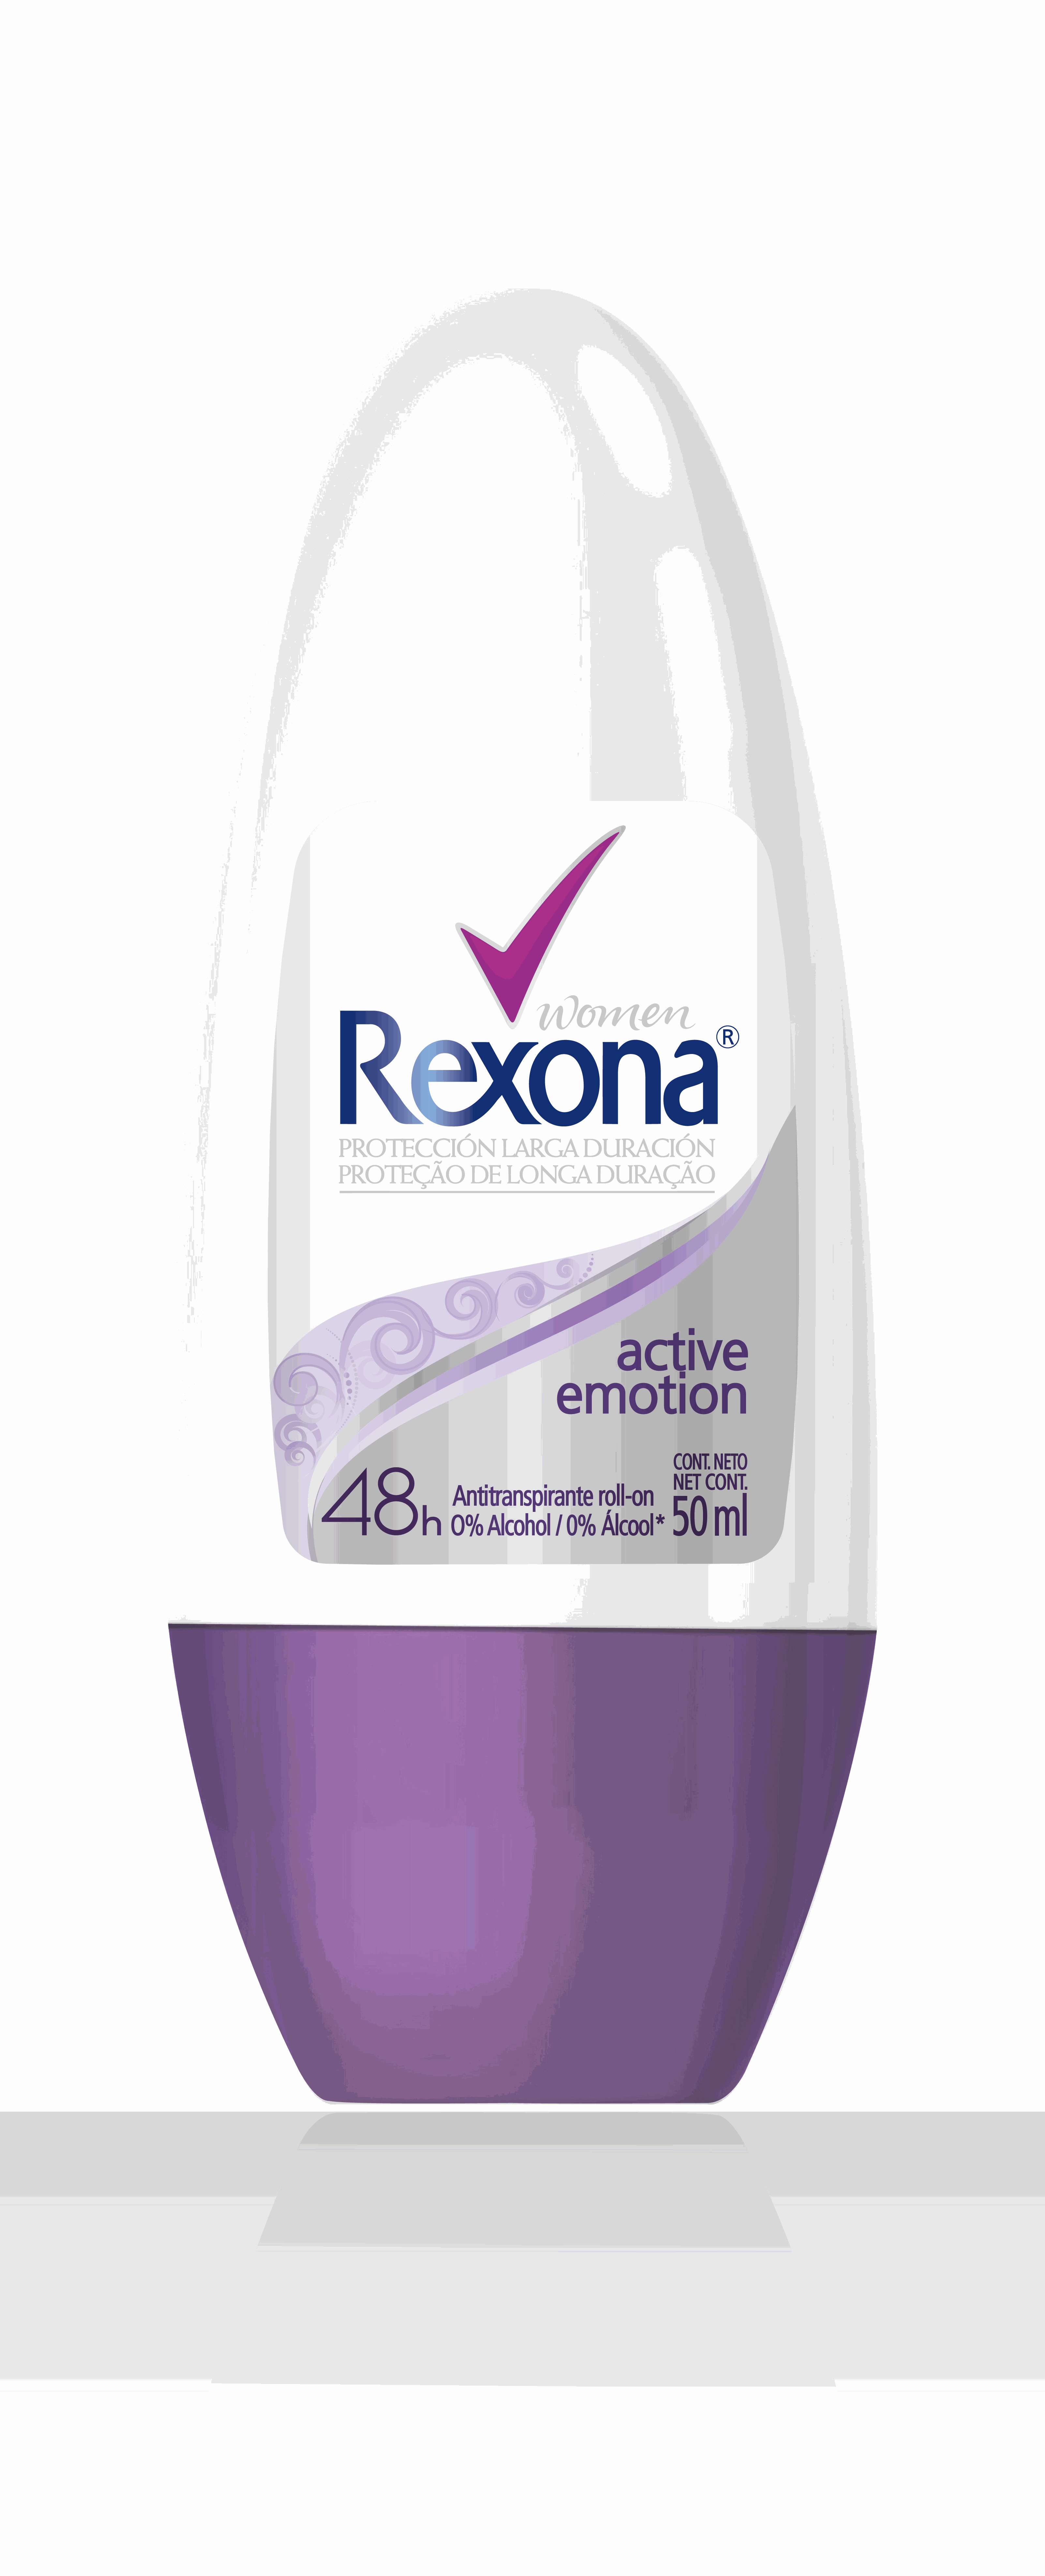 women
Rexona®
PROTECCIÓN LARGA DURACIÓN
PROTEÇÃO DE LONGA DURAÇÃO
active
emotion
CONT. NETO
NET CONT.
50 ml
48h
Antitranspirante roll-on
0% Alcohol / 0% Álcool*